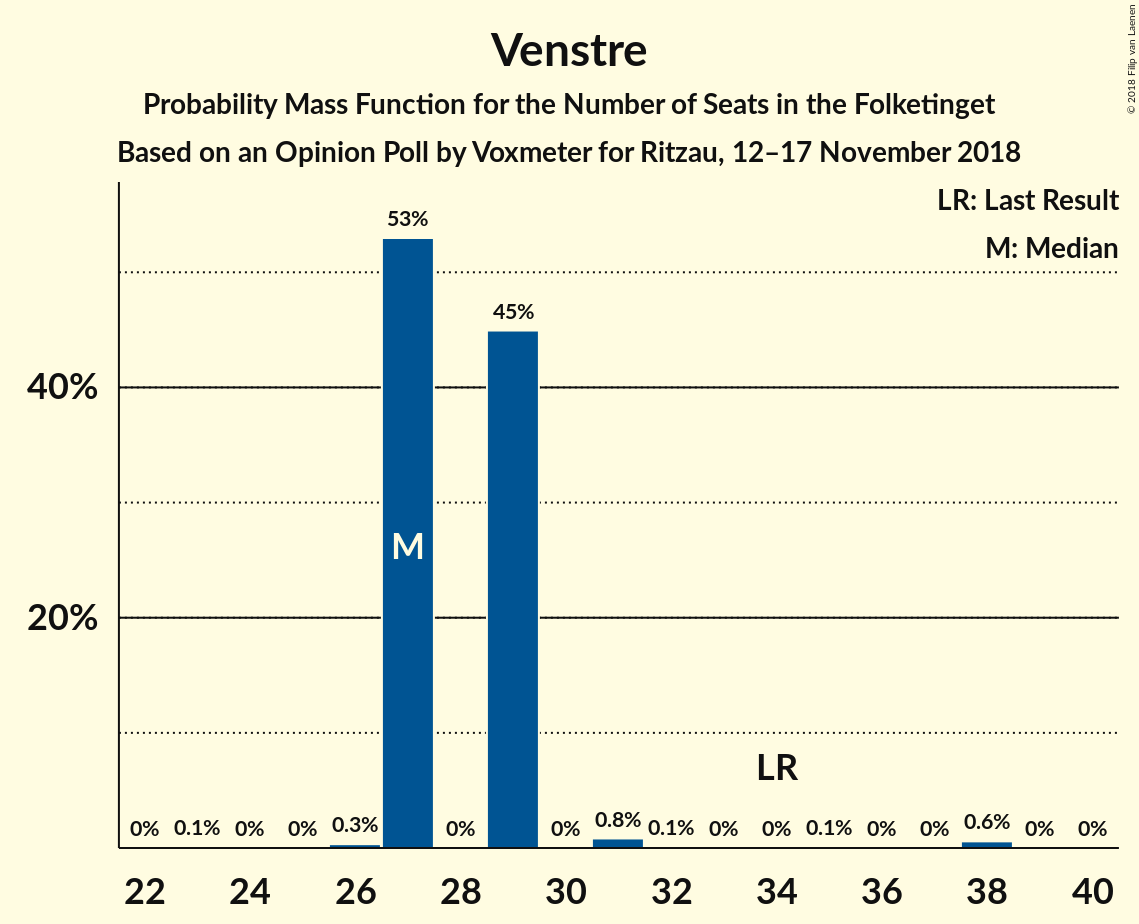 Venstre
Probability Mass Function for the Number of Seats in the Folketinget
Based on an Opinion Poll by Voxmeter for Ritzau, 12–17 November 2018
© 2018 Filip van Laenen
LR: Last Result
M: Median
53%
45%
40%
M
20%
LR
0% 0.1% 0% 0% 0.3% 0% 0% 0.8% 0.1% 0% 0% 0.1% 0% 0% 0.6% 0% 0%
22 24 26 28 30 32 34 36 38 40